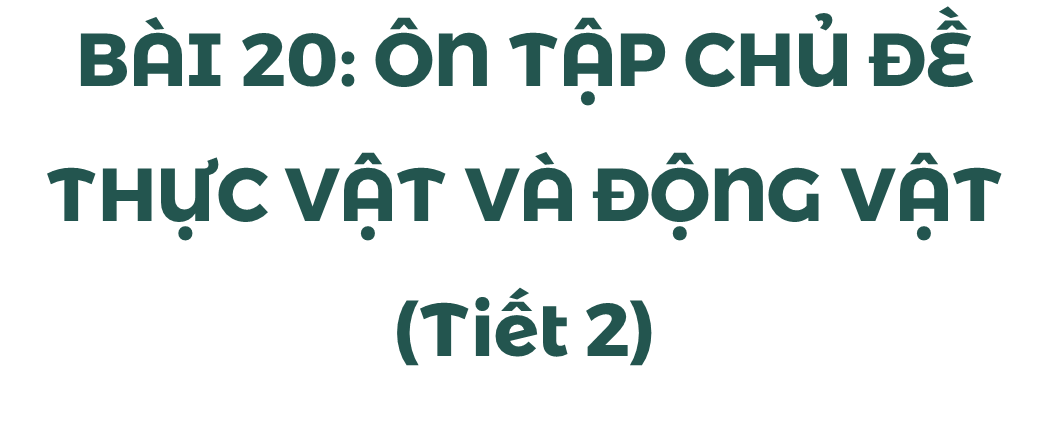 BÀI 20: ÔN TẬP CHỦ ĐỀ
THỰC VẬT VÀ ĐỘNG VẬT
(Tiết 2)